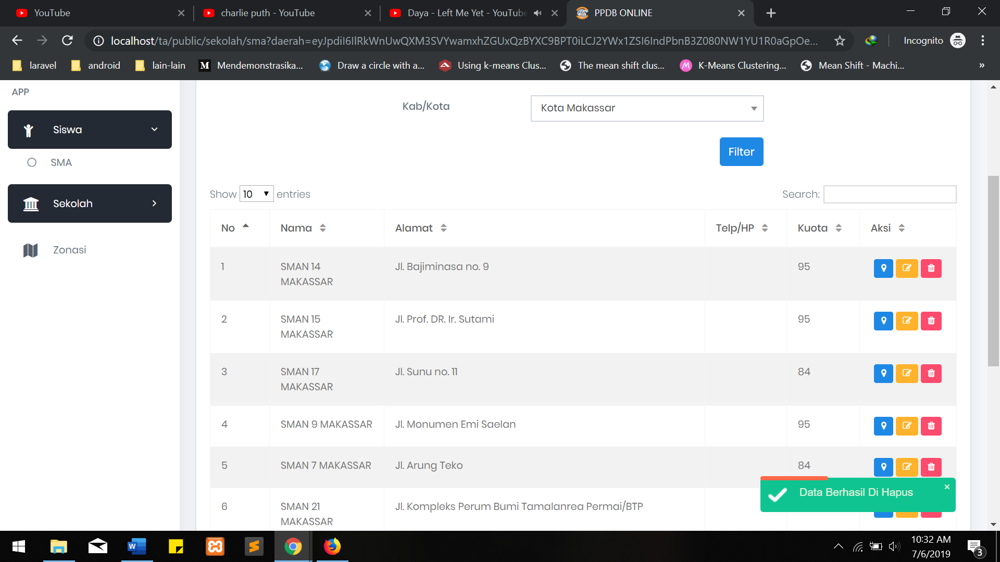 YouTube
charlie puth - YouTube
Daya - Left Me Yet - YouTube
PPDB ONLINE
localhost/ta/public/sekolah/sma?daerah=eyJpdiI6IlRkWnUwQXM3SVYwamxhZGUxQzBYXC9BPT0iLCJ2YWx1ZSI6IndPbnB3Z080NW1YU1R0aGpOe...
Incognito
laravel
android
lain-lain
Mendemonstrasika...
Draw a circle with a...
Using k-means Clus...
The mean shift clus...
K-Means Clustering...
Mean Shift - Machi...
»
APP
Siswa
SMA
Sekolah
Zonasi
Kab/Kota
Kota Makassar
Filter
Show 10 entries
Search:
No Nama Alamat Telp/HP Kuota Aksi
1 SMAN 14 Jl. Bajiminasa no. 9 95
MAKASSAR
2 SMAN 15 Jl. Prof. DR. Ir. Sutami 95
MAKASSAR
3 SMAN 17 Jl. Sunu no. 11 84
MAKASSAR
4 SMAN 9 MAKASSAR Jl. Monumen Emi Saelan 95
5 SMAN 7 MAKASSAR Jl. Arung Teko 84
Data Berhasil Di Hapus ×
6 SMAN 21 Jl. Kompleks Perum Bumi Tamalanrea Permai/BTP
MAKASSAR
10:32 AM
7/6/2019
3